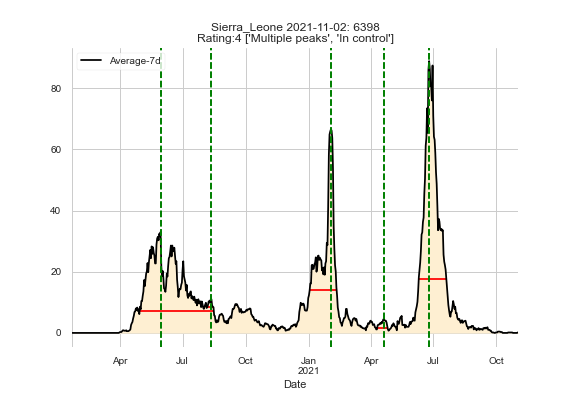 Sierra_Leone 2021-11-02: 6398
Rating:4 ['Multiple peaks', 'In control']
Average-7d
80
60
40
20
0
Apr Jul Oct Jan Apr Jul Oct
2021
Date